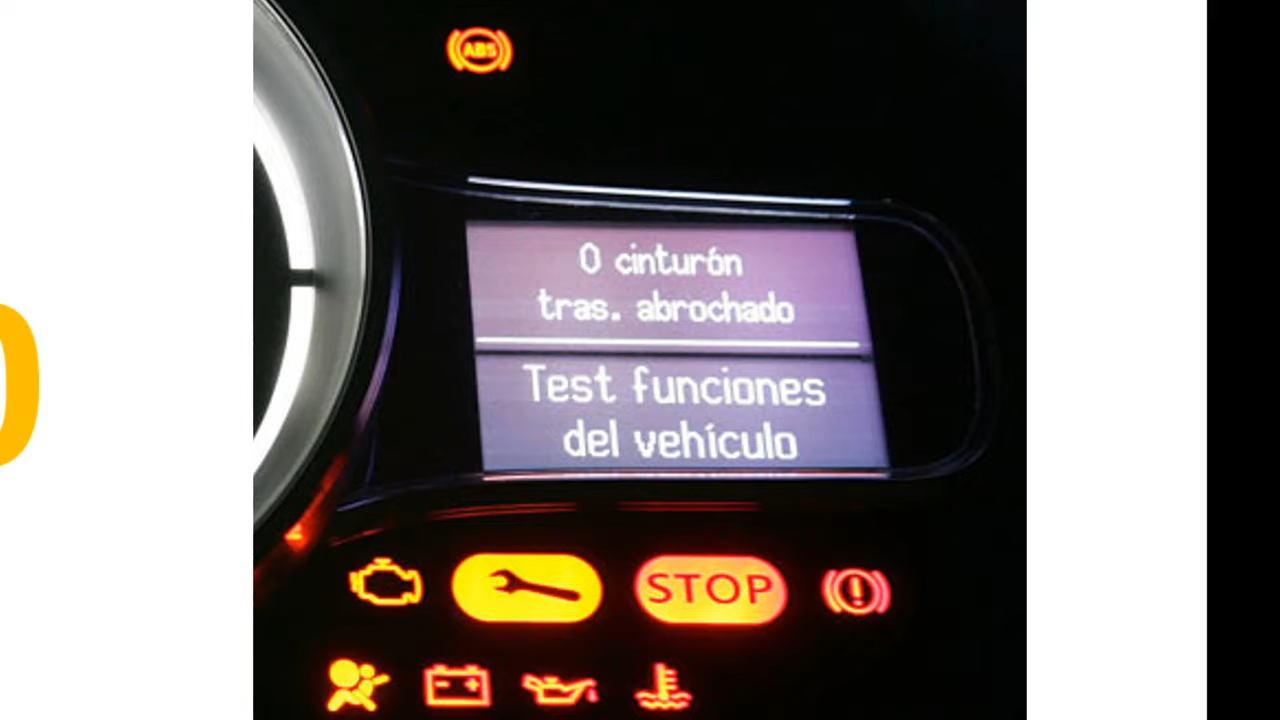 ABS
0 cinturón
tras. abrochado
Test funciones
del vehículo
STOP